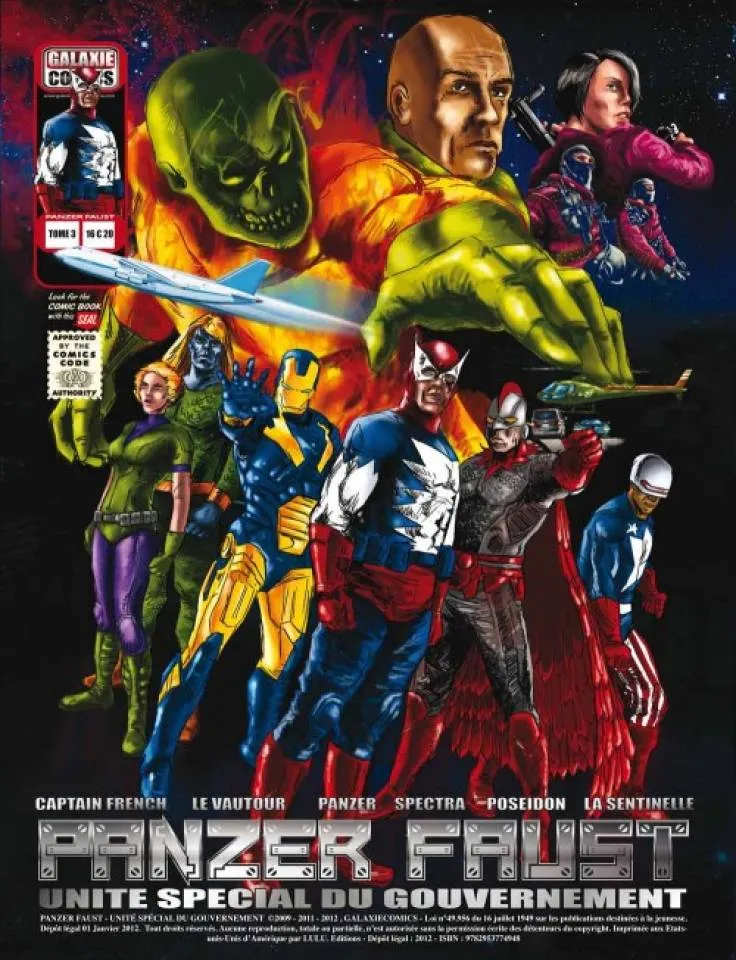 GALAXIE
COMICS
PANZER FAUST
TOME 3 16 C 20
Look for the
COMIC BOOK
with this SEAL
APPROVED
BY THE
COMICS
CODE
AUTHORITY
CAPTAIN FRENCH LE VAUTOUR PANZER SPECTRA POSEIDON LA SENTINELLE
PANZER FAUST
UNITE SPECIAL DU GOUVERNEMENT
PANZER FAUST - UNITÉ SPÉCIAL DU GOUVERNEMENT ©2009 - 2011 - 2012 , GALAXIECOMICS - Loi n°49.956 du 16 juillet 1949 sur les publications destinées à la jeunesse.
Dépôt légal 01 Janvier 2012. Tout droits réservés. Aucune reproduction, totale ou partielle, n'est autorisée sans la permission écrite des détenteurs du copyright. Imprimée aux Etats-
unis-Unis d'Amérique par LULU. Editions - Dépôt légal : 2012 - ISBN : 9782953774948